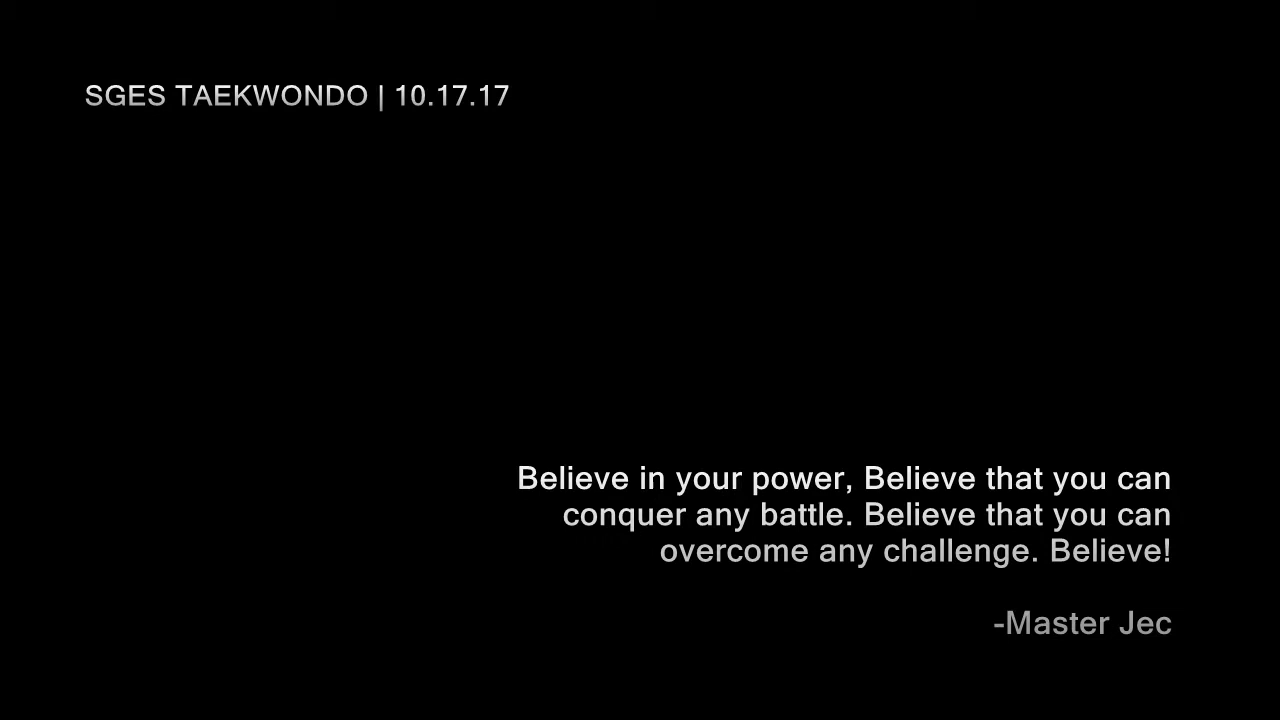 SGES TAEKWONDO | 10.17.17
Believe in your power, Believe that you can
conquer any battle. Believe that you can
overcome any challenge. Believe!
-Master Jec